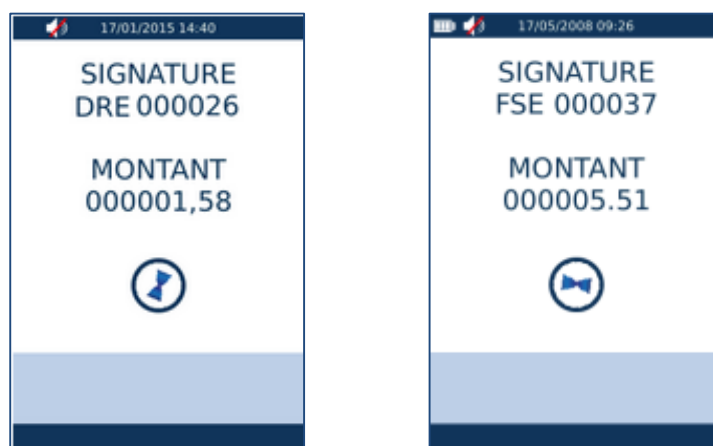 17/01/2015 14:40
SIGNATURE
DRE 000026
MONTANT
000001,58
17/05/2008 09:26
SIGNATURE
FSE 000037
MONTANT
000005.51